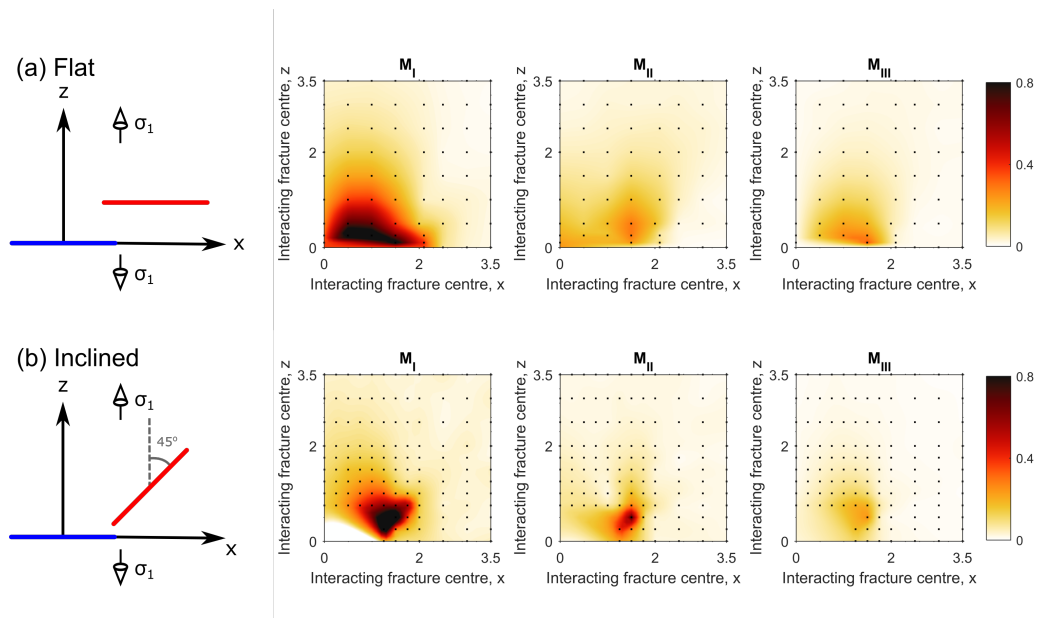 (a) Flat
z
σ1
x
σ1
MI
Interacting fracture centre, z
3.5
2
0
0 2 3.5
Interacting fracture centre, x
MII
Interacting fracture centre, z
3.5
2
0
0 2 3.5
Interacting fracture centre, x
MIII
Interacting fracture centre, z
3.5
2
0
0 2 3.5
Interacting fracture centre, x
0.8
0.4
0
(b) Inclined
z
σ1
45º
x
σ1
MI
Interacting fracture centre, z
3.5
2
0
0 2 3.5
Interacting fracture centre, x
MII
Interacting fracture centre, z
3.5
2
0
0 2 3.5
Interacting fracture centre, x
MIII
Interacting fracture centre, z
3.5
2
0
0 2 3.5
Interacting fracture centre, x
0.8
0.4
0